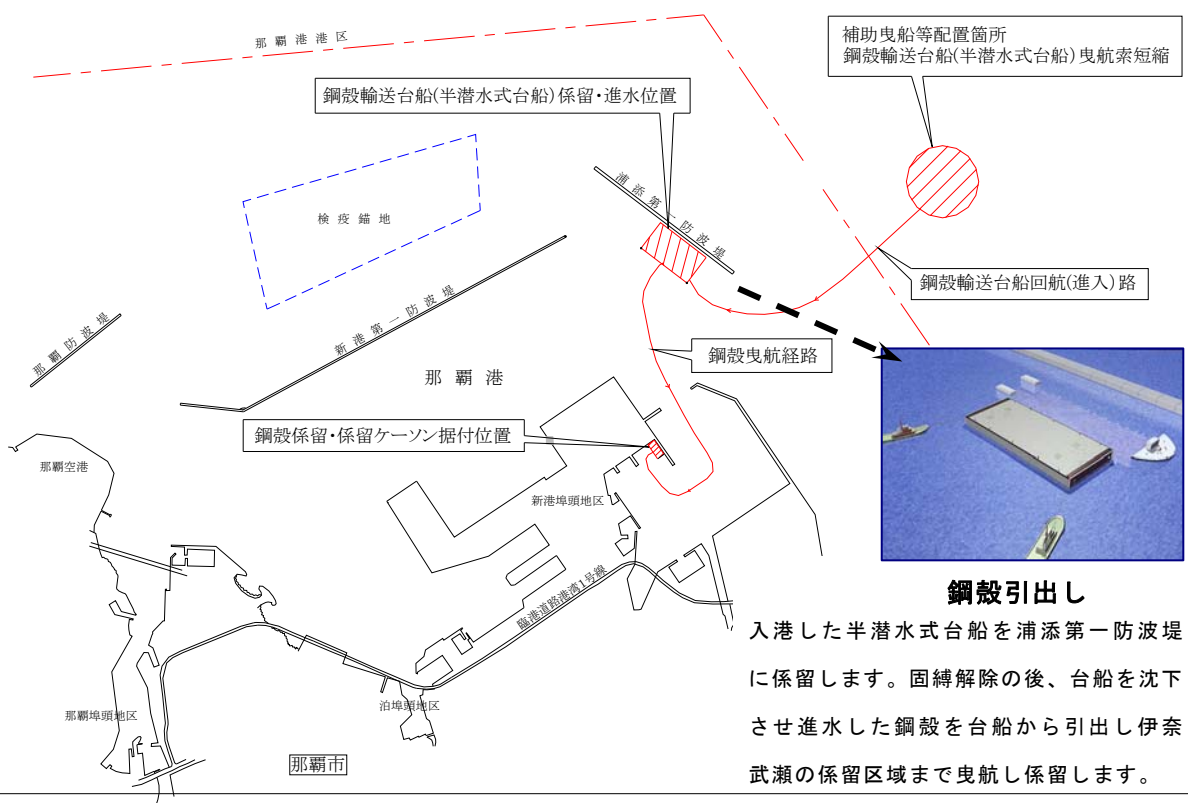 那覇港港区
補助曳船等配置箇所
鋼殻輸送台船(半潜水式台船)曳航索短縮
鋼殻輸送台船(半潜水式台船)係留・進水位置
浦添第一防波堤
検疫錨地
鋼殻輸送台船回航(進入)路
新港第一防波堤
那覇防波堤
鋼殻曳航経路
那覇港
鋼殻係留・係留ケーソン据付位置
那覇空港
新港埠頭地区
臨港道路港湾1号線
那覇埠頭地区
泊埠頭地区
那覇市
鋼殻引出し
入港した半潜水式台船を浦添第一防波堤
に係留します。固縛解除の後、台船を沈下
させ進水した鋼殻を台船から引出し伊奈
武瀬の係留区域まで曳航し係留します。